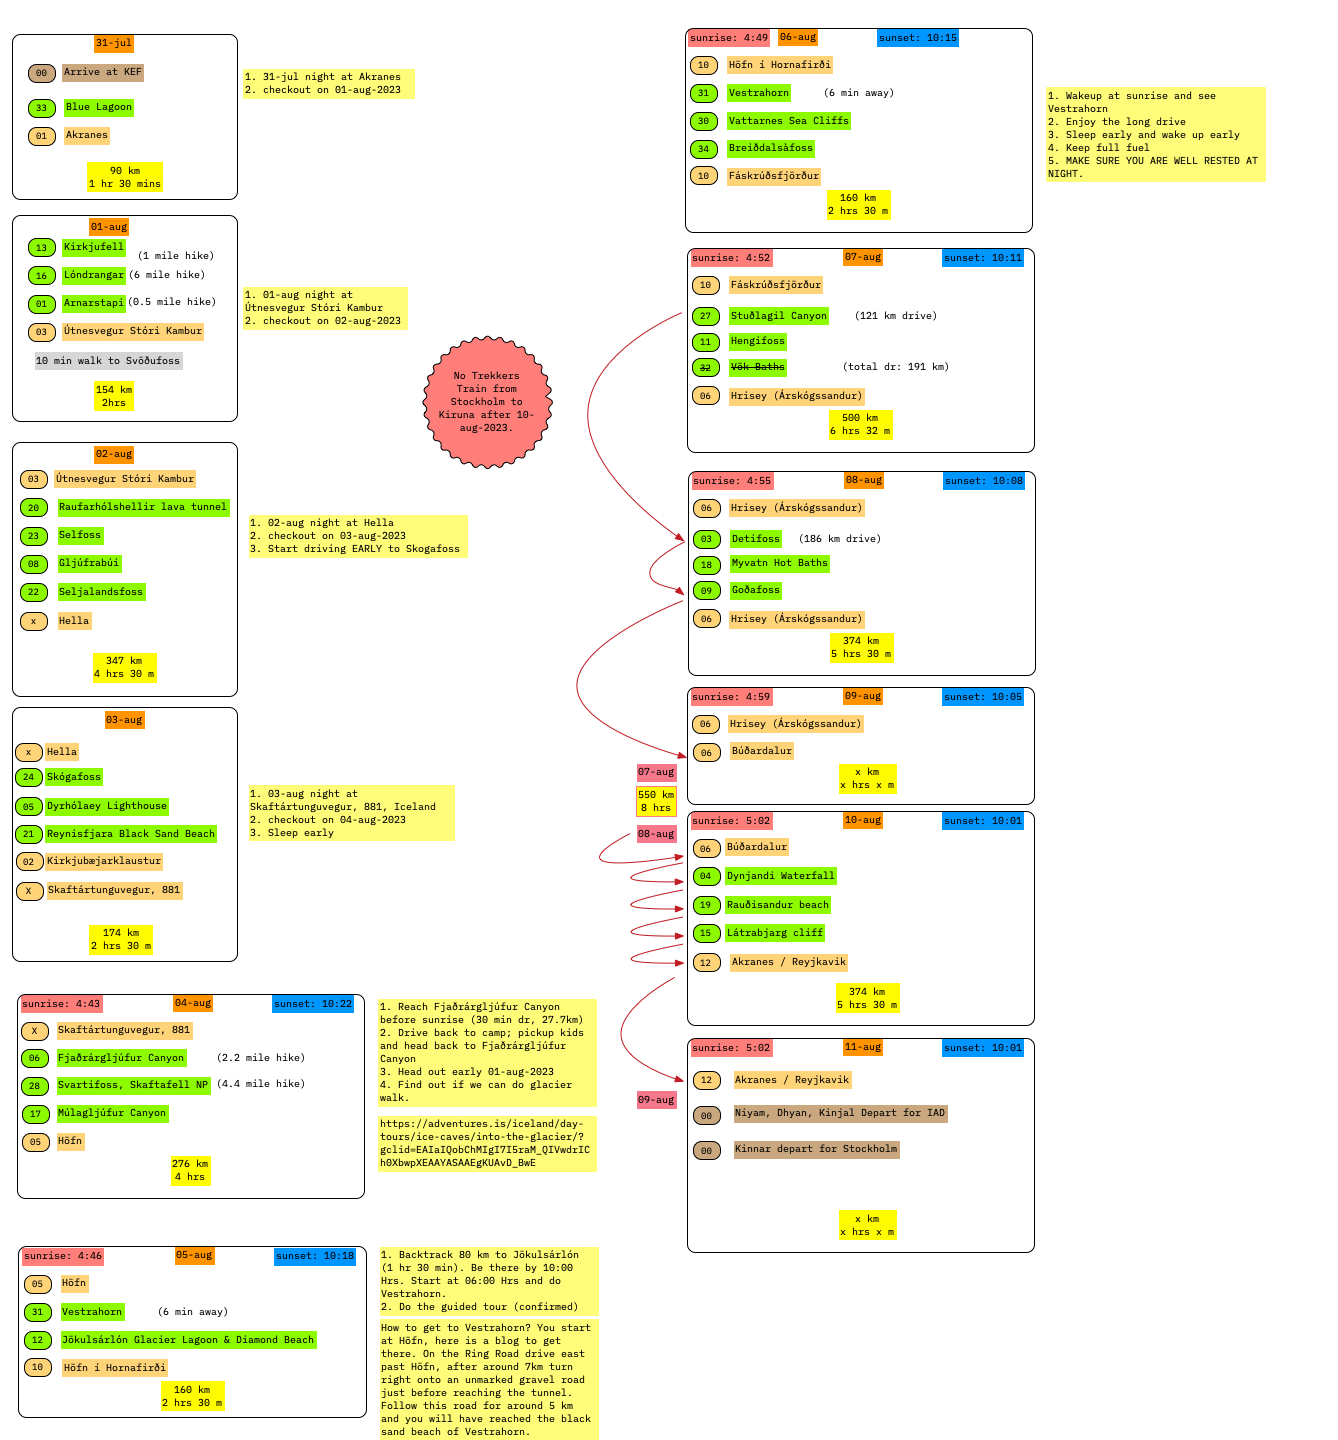 31-jul
00 Arrive at KEF
33 Blue Lagoon
01 Akranes
90 km
1 hr 30 mins
1. 31-jul night at Akranes
2. checkout on 01-aug-2023
01-aug
13 Kirkjufell
(1 mile hike)
16 Lóndrangar (6 mile hike)
01 Arnarstapi (0.5 mile hike)
03 Útnesvegur Stóri Kambur
10 min walk to Svöðufoss
154 km
2hrs
1. 01-aug night at
Útnesvegur Stóri Kambur
2. checkout on 02-aug-2023
No Trekkers
Train from
Stockholm to
Kiruna after 10-
aug-2023.
02-aug
03 Útnesvegur Stóri Kambur
20 Raufarhólshellir lava tunnel
23 Selfoss
08 Gljúfrabúi
22 Seljalandsfoss
x Hella
347 km
4 hrs 30 m
1. 02-aug night at Hella
2. checkout on 03-aug-2023
3. Start driving EARLY to Skogafoss
03-aug
x Hella
24 Skógafoss
05 Dyrhólaey Lighthouse
21 Reynisfjara Black Sand Beach
02 Kirkjubæjarklaustur
X Skaftártunguvegur, 881
174 km
2 hrs 30 m
1. 03-aug night at
Skaftártunguvegur, 881, Iceland
2. checkout on 04-aug-2023
3. Sleep early
sunrise: 4:43 04-aug sunset: 10:22
X Skaftártunguvegur, 881
06 Fjaðrárgljúfur Canyon (2.2 mile hike)
28 Svartifoss, Skaftafell NP (4.4 mile hike)
17 Múlagljúfur Canyon
05 Höfn
276 km
4 hrs
1. Reach Fjaðrárgljúfur Canyon
before sunrise (30 min dr, 27.7km)
2. Drive back to camp; pickup kids
and head back to Fjaðrárgljúfur
Canyon
3. Head out early 01-aug-2023
4. Find out if we can do glacier
walk.
https://adventures.is/iceland/day-
tours/ice-caves/into-the-glacier/?
gclid=EAIaIQobChMIgI7I5raM_QIVwdrIC
h0XbwpXEAAYASAAEgKUAvD_BwE
sunrise: 4:46 05-aug sunset: 10:18
05 Höfn
31 Vestrahorn (6 min away)
12 Jökulsárlón Glacier Lagoon & Diamond Beach
10 Höfn í Hornafirði
160 km
2 hrs 30 m
1. Backtrack 80 km to Jökulsárlón
(1 hr 30 min). Be there by 10:00
Hrs. Start at 06:00 Hrs and do
Vestrahorn.
2. Do the guided tour (confirmed)
How to get to Vestrahorn? You start
at Höfn, here is a blog to get
there. On the Ring Road drive east
past Höfn, after around 7km turn
right onto an unmarked gravel road
just before reaching the tunnel.
Follow this road for around 5 km
and you will have reached the black
sand beach of Vestrahorn.
sunrise: 4:49 06-aug sunset: 10:15
10 Höfn í Hornafirði
31 Vestrahorn (6 min away)
30 Vattarnes Sea Cliffs
34 Breiðdalsàfoss
10 Fáskrúðsfjörður
160 km
2 hrs 30 m
1. Wakeup at sunrise and see
Vestrahorn
2. Enjoy the long drive
3. Sleep early and wake up early
4. Keep full fuel
5. MAKE SURE YOU ARE WELL RESTED AT
NIGHT.
sunrise: 4:52 07-aug sunset: 10:11
10 Fáskrúðsfjörður
27 Stuðlagil Canyon (121 km drive)
11 Hengifoss
32 Vök Baths (total dr: 191 km)
06 Hrisey (Árskógssandur)
500 km
6 hrs 32 m
sunrise: 4:55 08-aug sunset: 10:08
06 Hrisey (Árskógssandur)
03 Detifoss (186 km drive)
18 Myvatn Hot Baths
09 Goðafoss
06 Hrisey (Árskógssandur)
374 km
5 hrs 30 m
sunrise: 4:59 09-aug sunset: 10:05
06 Hrisey (Árskógssandur)
06 Búðardalur
x km
x hrs x m
07-aug
550 km
8 hrs
08-aug
sunrise: 5:02 10-aug sunset: 10:01
06 Búðardalur
04 Dynjandi Waterfall
19 Rauðisandur beach
15 Látrabjarg cliff
12 Akranes / Reyjkavik
374 km
5 hrs 30 m
09-aug
sunrise: 5:02 11-aug sunset: 10:01
12 Akranes / Reyjkavik
00 Niyam, Dhyan, Kinjal Depart for IAD
00 Kinnar depart for Stockholm
x km
x hrs x m